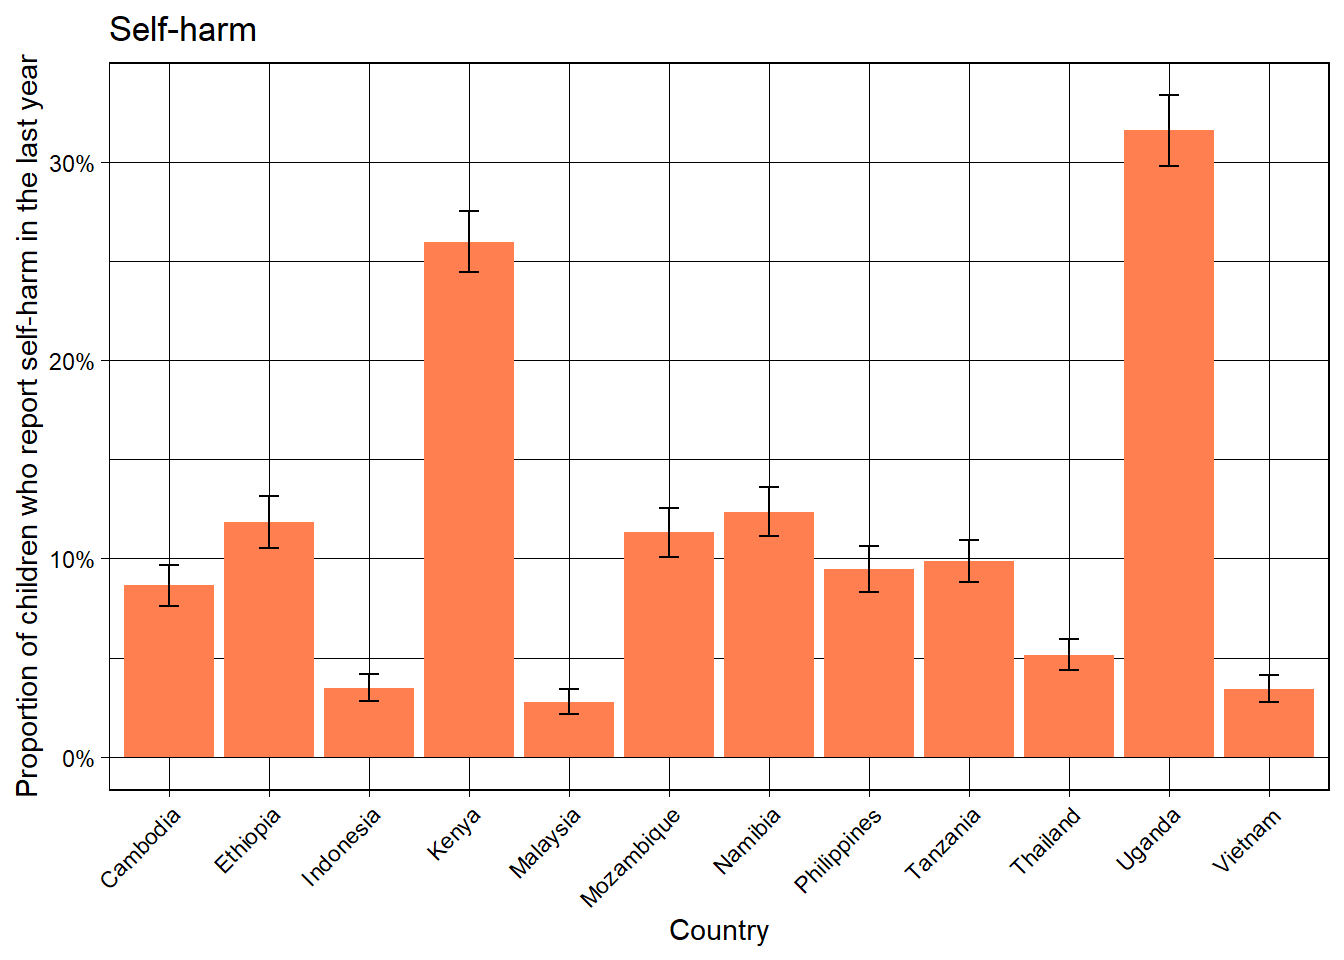 Self-harm
Proportion of children who report self-harm in the last year
30%
20%
10%
0%
Cambodia
Ethiopia
Indonesia
Kenya
Malaysia
Mozambique
Namibia
Philippines
Tanzania
Thailand
Uganda
Vietnam
Country